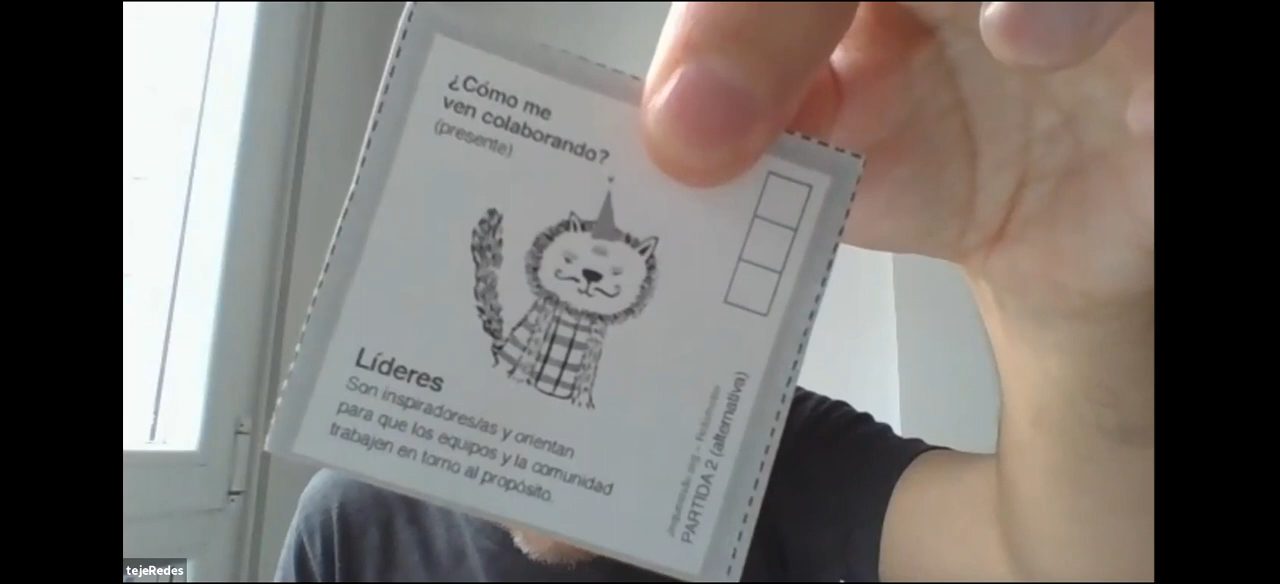 ¿Cómo me
ven colaborando?
(presente)
Líderes
Son inspiradores/as y orientan
para que los equipos y la comunidad
trabajen en torno al propósito.
PARTIDA 2 (alternativa)
tejeRedes